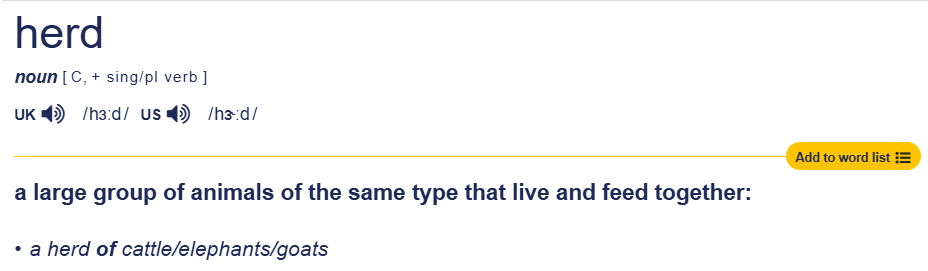 herd
noun [ C, + sing/pl verb ]
UK /hɜːd/ US /hɝːd/
Add to word list
a large group of animals of the same type that live and feed together:
• a herd of cattle/elephants/goats